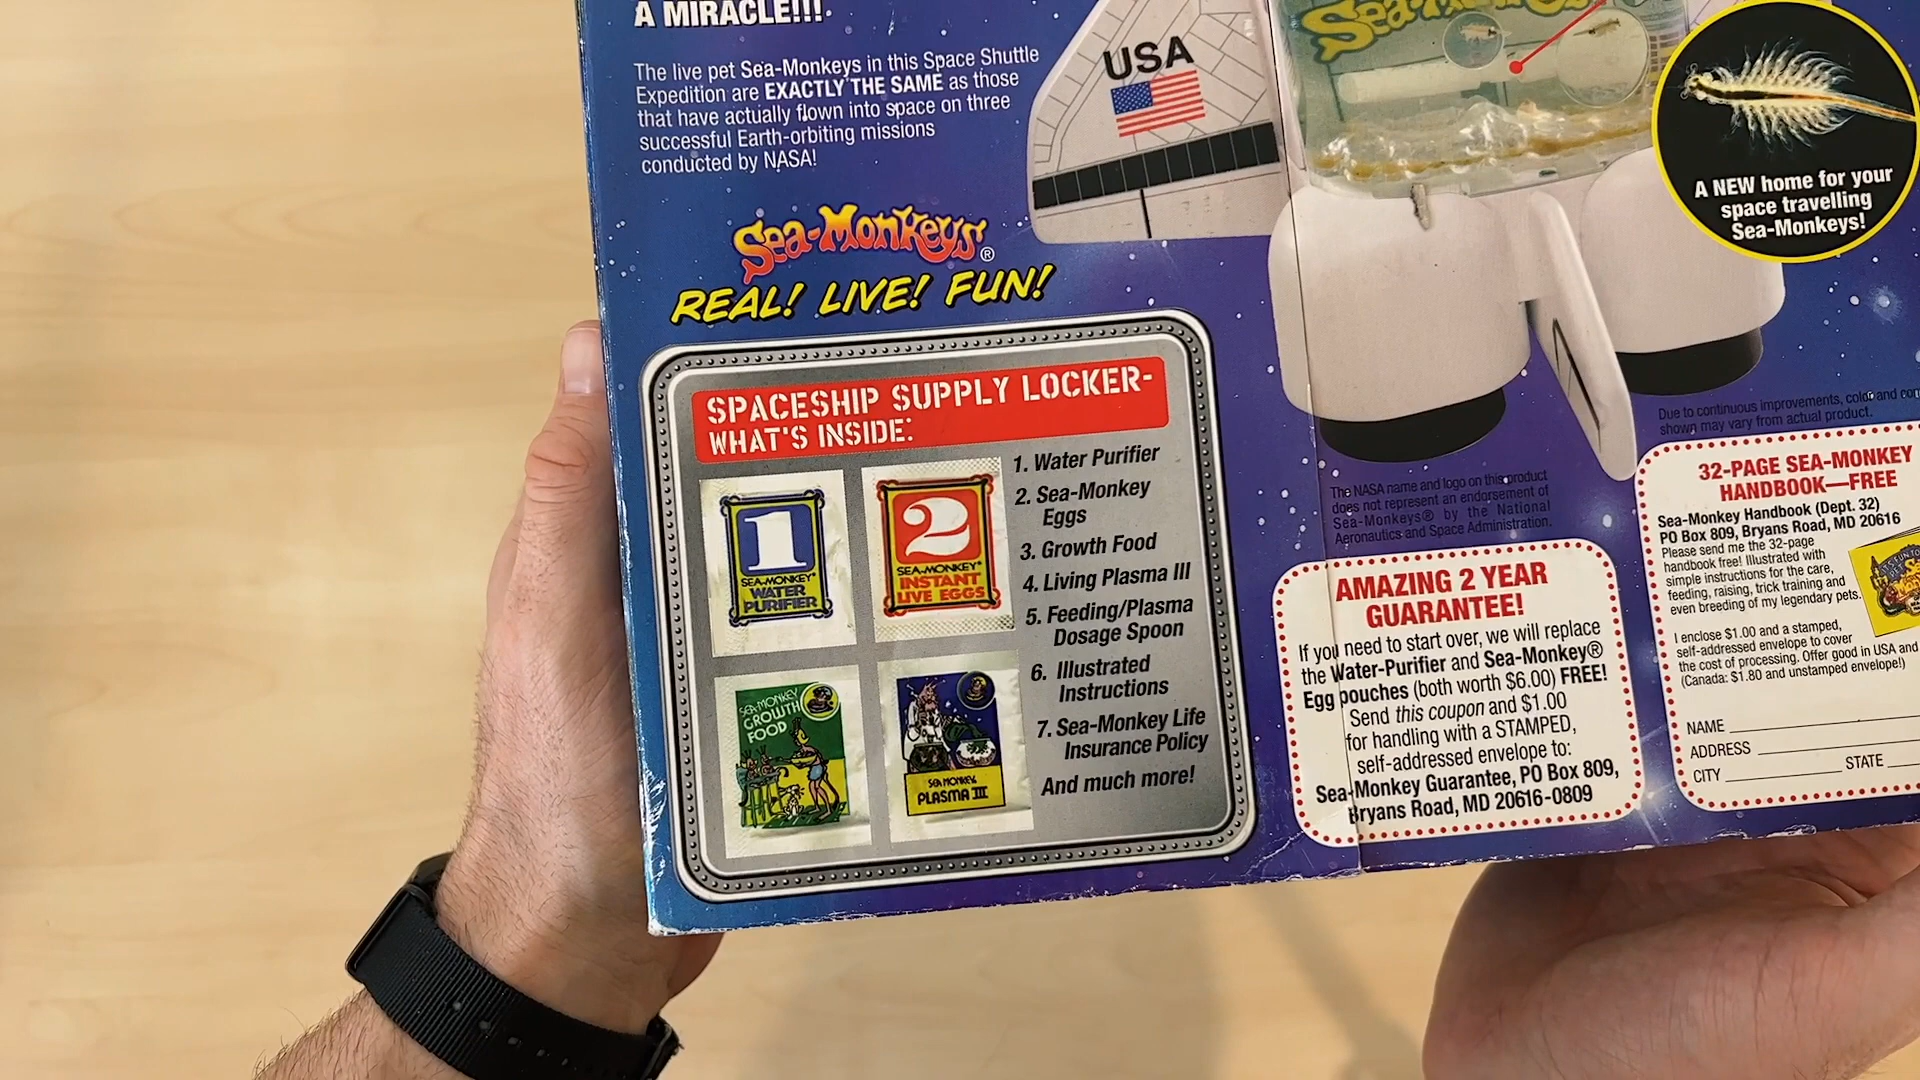 A MIRACLE!!!
The live pet Sea-Monkeys in this Space Shuttle
Expedition are EXACTLY THE SAME as those
that have actually flown into space on three
successful Earth-orbiting missions
conducted by NASA!
Sea-Monkeys®
REAL! LIVE! FUN!
SPACESHIP SUPPLY LOCKER-
WHAT'S INSIDE:
1
SEA-MONKEY®
WATER
PURIFIER
2
SEA-MONKEY®
INSTANT
LIVE EGGS
SEA-MONKEY
GROWTH
FOOD
SEA MONKEY
PLASMA III
1. Water Purifier
2. Sea-Monkey
Eggs
3. Growth Food
4. Living Plasma III
5. Feeding/Plasma
Dosage Spoon
6. Illustrated
Instructions
7. Sea-Monkey Life
Insurance Policy
And much more!
USA
Sea-Monkeys
A NEW home for your
space travelling
Sea-Monkeys!
Due to continuous improvements, color and
shown may vary from actual product.
The NASA name and logo on this product
does not represent an endorsement of
Sea-Monkeys® by the National
Aeronautics and Space Administration.
AMAZING 2 YEAR
GUARANTEE!
If you need to start over, we will replace
the Water-Purifier and Sea-Monkey®
Egg pouches (both worth $6.00) FREE!
Send this coupon and $1.00
for handling with a STAMPED,
self-addressed envelope to:
Sea-Monkey Guarantee, PO Box 809,
Bryans Road, MD 20616-0809
32-PAGE SEA-MONKEY
HANDBOOK—FREE
Sea-Monkey Handbook (Dept. 32)
PO Box 809, Bryans Road, MD 20616
Please send me the 32-page
handbook free! Illustrated with
simple instructions for the care,
feeding, raising, trick training and
even breeding of my legendary pets.
I enclose $1.00 and a stamped,
self-addressed envelope to cover
the cost of processing. Offer good in USA and
(Canada: $1.80 and unstamped envelope!)
NAME
ADDRESS
CITY STATE